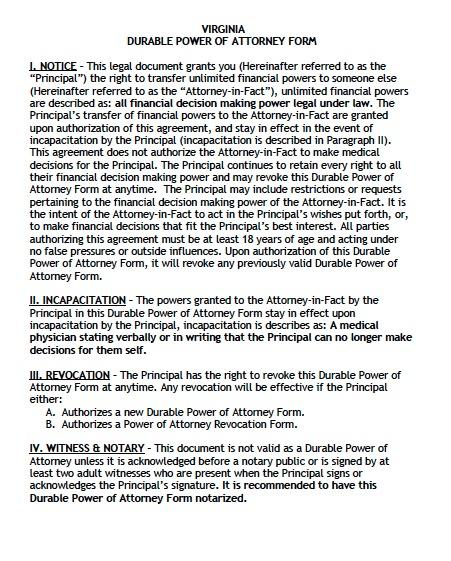 VIRGINIA
DURABLE POWER OF ATTORNEY FORM
I. NOTICE - This legal document grants you (Hereinafter referred to as the
"Principal") the right to transfer unlimited financial powers to someone else
(Hereinafter referred to as the "Attorney-in-Fact"), unlimited financial powers
are described as: all financial decision making power legal under law. The
Principal's transfer of financial powers to the Attorney-in-Fact are granted
upon authorization of this agreement, and stay in effect in the event of
incapacitation by the Principal (incapacitation is described in Paragraph II).
This agreement does not authorize the Attorney-in-Fact to make medical
decisions for the Principal. The Principal continues to retain every right to all
their financial decision making power and may revoke this Durable Power of
Attorney Form at anytime. The Principal may include restrictions or requests
pertaining to the financial decision making power of the Attorney-in-Fact. It is
the intent of the Attorney-in-Fact to act in the Principal's wishes put forth, or,
to make financial decisions that fit the Principal's best interest. All parties
authorizing this agreement must be at least 18 years of age and acting under
no false pressures or outside influences. Upon authorization of this Durable
Power of Attorney Form, it will revoke any previously valid Durable Power of
Attorney Form.
II. INCAPACITATION - The powers granted to the Attorney-in-Fact by the
Principal in this Durable Power of Attorney Form stay in effect upon
incapacitation by the Principal, incapacitation is describes as: A medical
physician stating verbally or in writing that the Principal can no longer make
decisions for them self.
III. REVOCATION - The Principal has the right to revoke this Durable Power of
Attorney Form at anytime. Any revocation will be effective if the Principal
either:
A. Authorizes a new Durable Power of Attorney Form.
B. Authorizes a Power of Attorney Revocation Form.
IV. WITNESS & NOTARY - This document is not valid as a Durable Power of
Attorney unless it is acknowledged before a notary public or is signed by at
least two adult witnesses who are present when the Principal signs or
acknowledges the Principal's signature. It is recommended to have this
Durable Power of Attorney Form notarized.